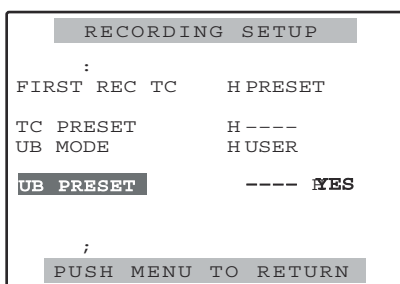 RECORDING SETUP
:
FIRST REC TC H PRESET
TC PRESET H ----
UB MODE H USER
UB PRESET ---- YES
;
PUSH MENU TO RETURN